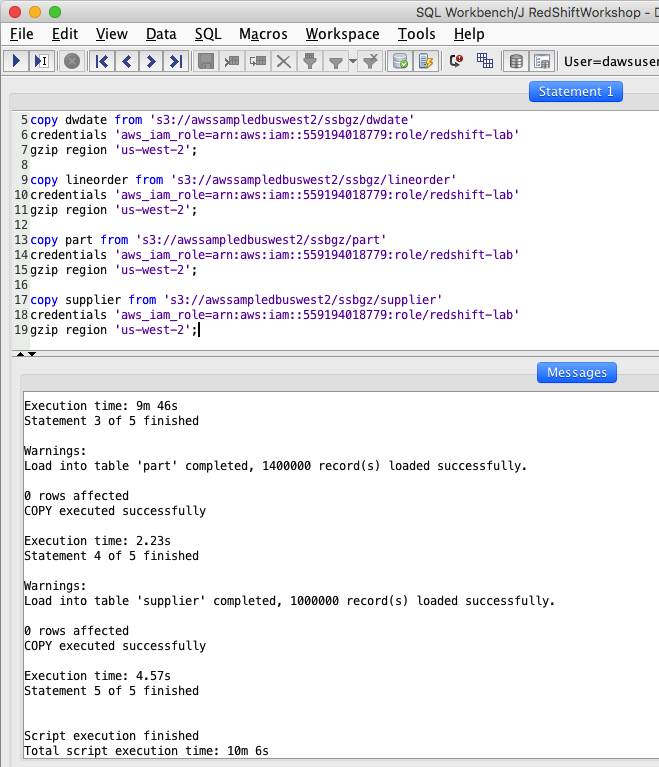 SQL Workbench/J RedShiftWorkshop - D
File Edit View Data SQL Macros Workspace Tools Help
User=dawsuser
Statement 1
5 copy dwdate from 's3://awssampledbuswest2/ssbgz/dwdate'
6 credentials 'aws_iam_role=arn:aws:iam::559194018779:role/redshift-lab'
7 gzip region 'us-west-2';
8
9 copy lineorder from 's3://awssampledbuswest2/ssbgz/lineorder'
10 credentials 'aws_iam_role=arn:aws:iam::559194018779:role/redshift-lab'
11 gzip region 'us-west-2';
12
13 copy part from 's3://awssampledbuswest2/ssbgz/part'
14 credentials 'aws_iam_role=arn:aws:iam::559194018779:role/redshift-lab'
15 gzip region 'us-west-2';
16
17 copy supplier from 's3://awssampledbuswest2/ssbgz/supplier'
18 credentials 'aws_iam_role=arn:aws:iam::559194018779:role/redshift-lab'
19 gzip region 'us-west-2';
Messages
Execution time: 9m 46s
Statement 3 of 5 finished
Warnings:
Load into table 'part' completed, 1400000 record(s) loaded successfully.
0 rows affected
COPY executed successfully
Execution time: 2.23s
Statement 4 of 5 finished
Warnings:
Load into table 'supplier' completed, 1000000 record(s) loaded successfully.
0 rows affected
COPY executed successfully
Execution time: 4.57s
Statement 5 of 5 finished
Script execution finished
Total script execution time: 10m 6s